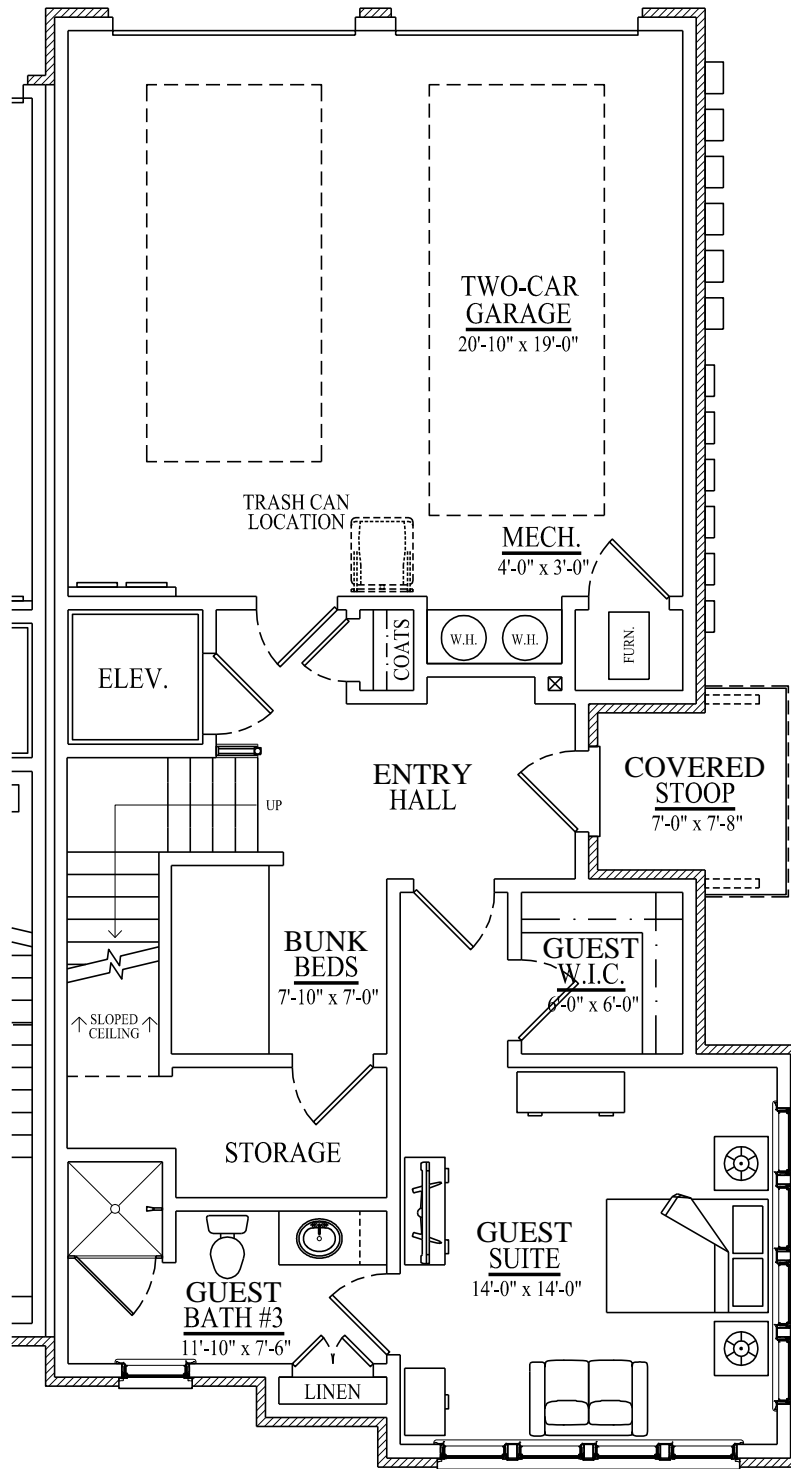 TWO-CAR
GARAGE
20'-10" x 19'-0"
TRASH CAN
LOCATION
MECH.
4'-0" x 3'-0"
COATS
W.H.
W.H.
FURN.
ELEV.
ENTRY
HALL
COVERED
STOOP
7'-0" x 7'-8"
UP
BUNK
BEDS
7'-10" x 7'-0"
GUEST
W.I.C.
6'-0" x 6'-0"
SLOPED
CEILING
STORAGE
GUEST
SUITE
14'-0" x 14'-0"
GUEST
BATH #3
11'-10" x 7'-6"
LINEN